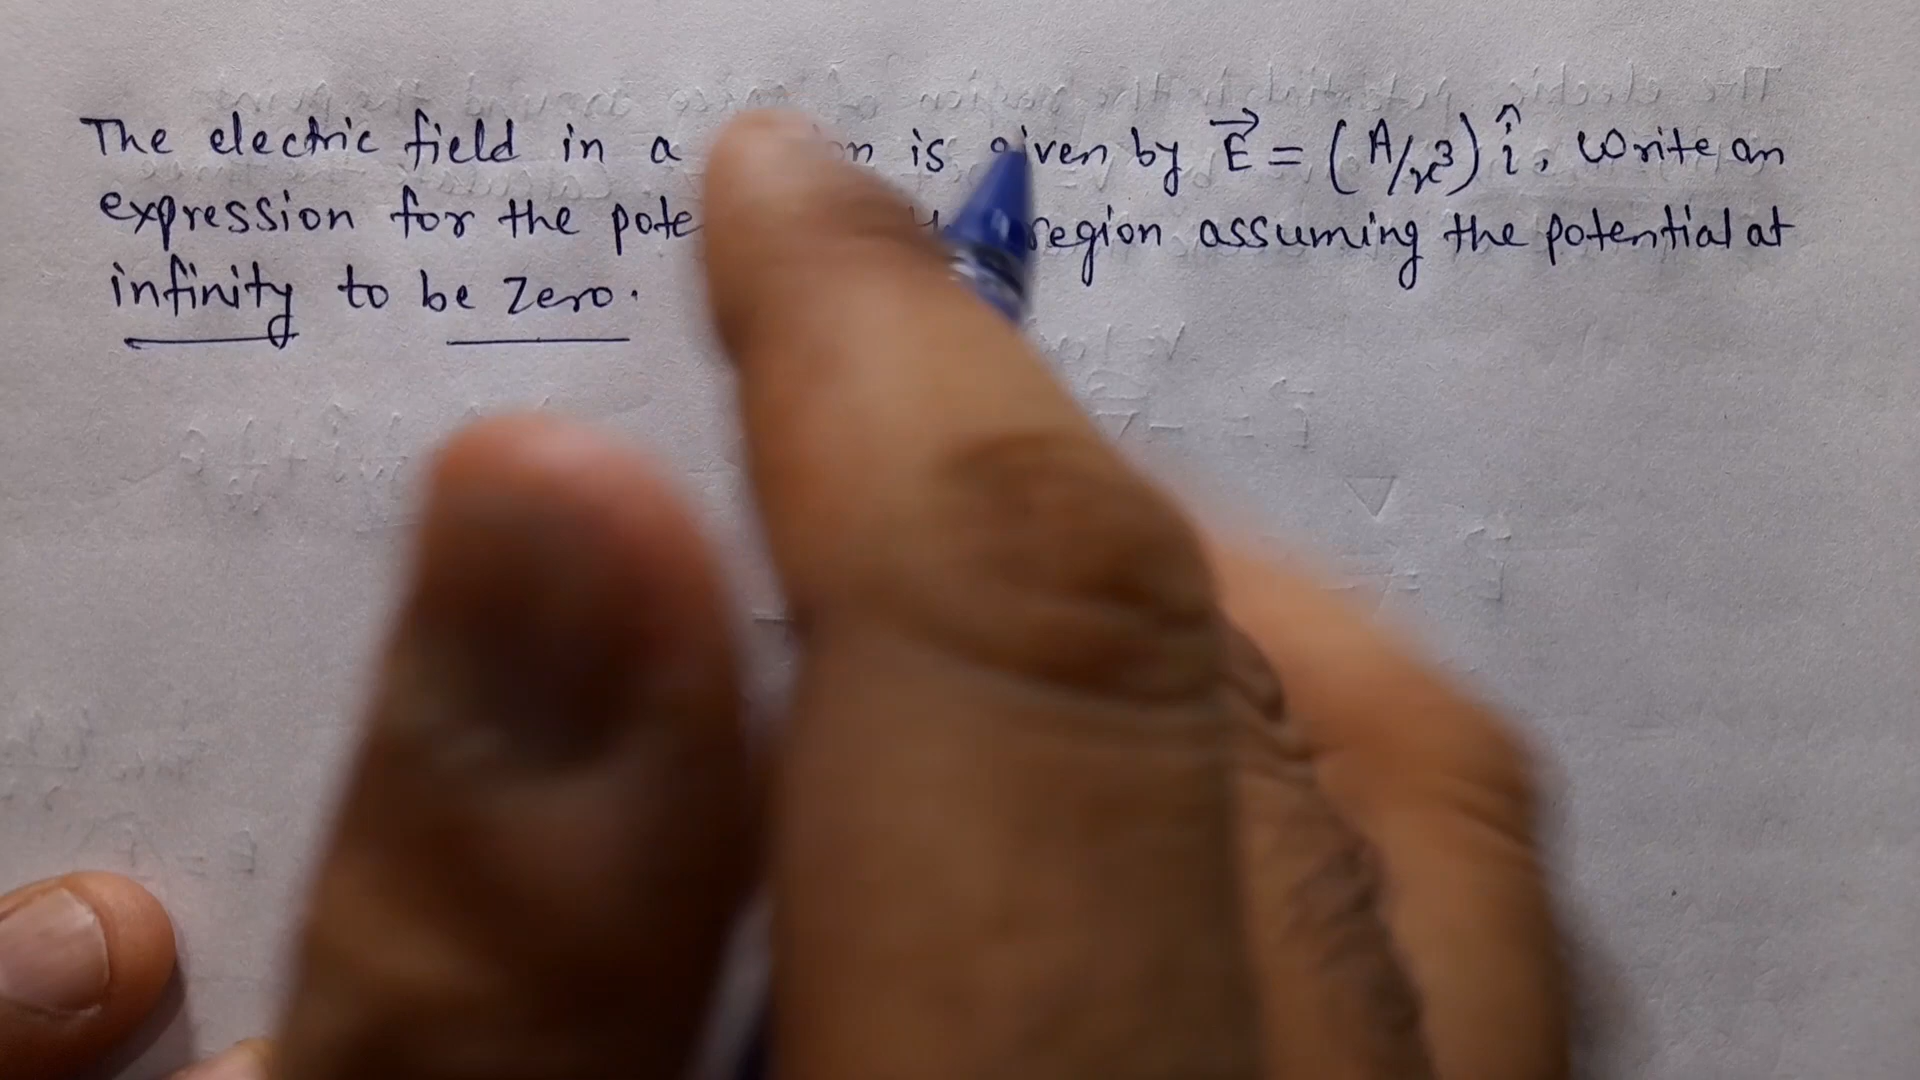 The electric field in a is given by E⃗ = (A/x³) î. Write an
expression for the pote region assuming the potential at
infinity to be zero.